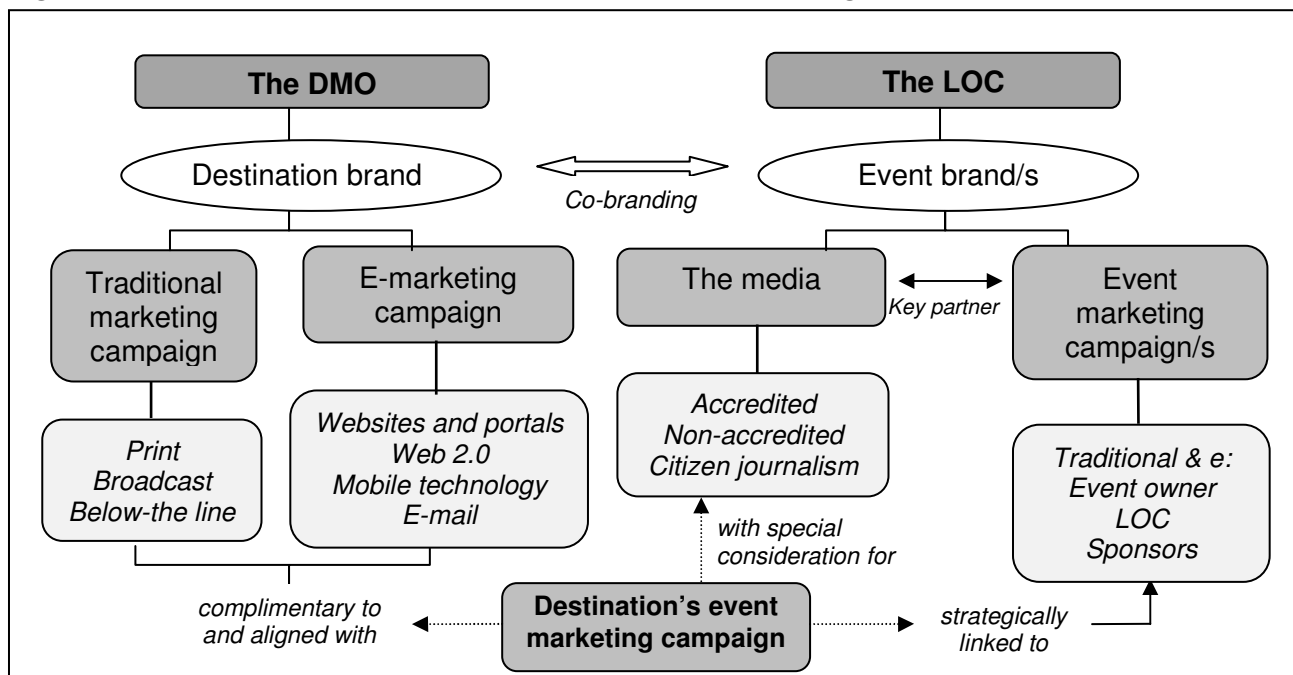 The DMO
The LOC
Destination brand
Co-branding
Event brand/s
Traditional
marketing
campaign
E-marketing
campaign
The media
Key partner
Event
marketing
campaign/s
Print
Broadcast
Below-the line
Websites and portals
Web 2.0
Mobile technology
E-mail
Accredited
Non-accredited
Citizen journalism
Traditional & e:
Event owner
LOC
Sponsors
with special
consideration for
complimentary to
and aligned with
Destination's event
marketing campaign
strategically
linked to